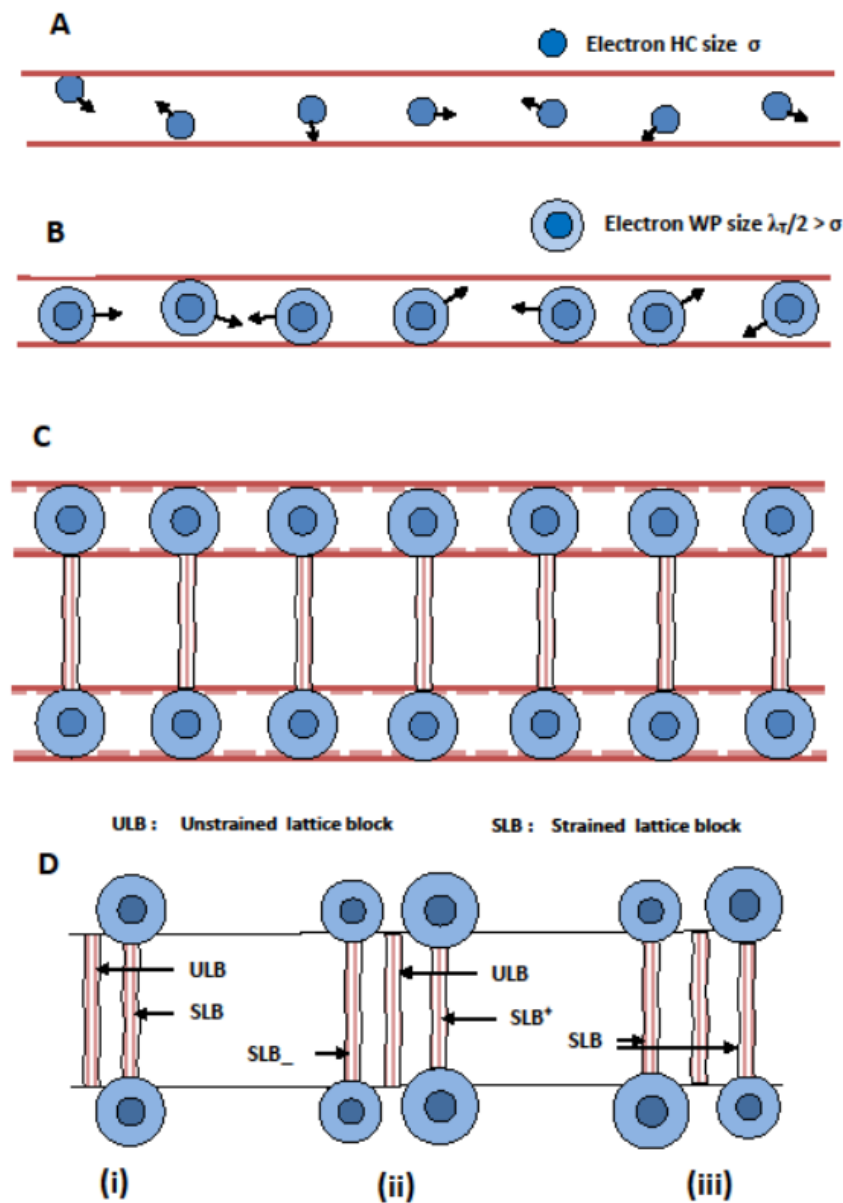 A
Electron HC size σ
B
Electron WP size λT/2 > σ
C
ULB : Unstrained lattice block SLB : Strained lattice block
D
ULB ULB
SLB SLB+ SLB
SLB_
(i) (ii) (iii)